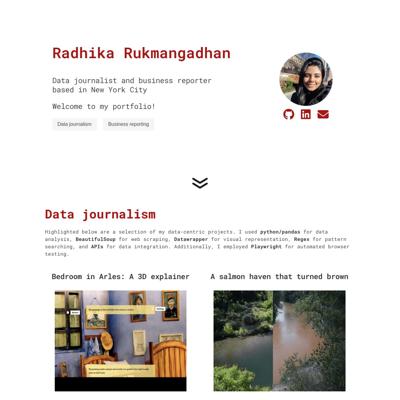 Radhika Rukmangadhan
Data journalist and business reporter
based in New York City
Welcome to my portfolio!
Data journalism
Business reporting
Data journalism
Highlighted below are a selection of my data-centric projects. I used python/pandas for data
analysis, BeautifulSoup for web scraping, Datawrapper for visual representation, Regex for pattern
searching, and APIs for data integration. Additionally, I employed Playwright for automated browser
testing.
Bedroom in Arles: A 3D explainer
A salmon haven that turned brown